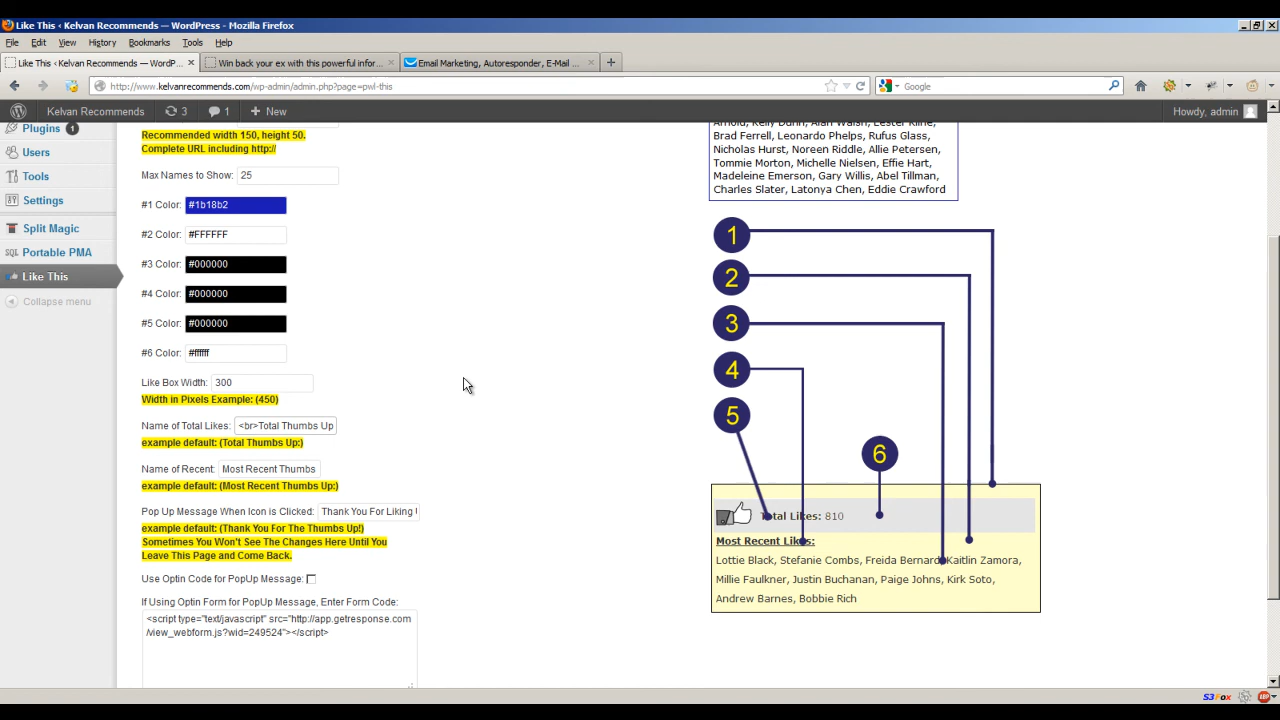 Like This ‹ Kelvan Recommends — WordPress - Mozilla Firefox
File Edit View History Bookmarks Tools Help
Like This ‹ Kelvan Recommends — WordP... × Win back your ex with this powerful infor... × Email Marketing, Autoresponder, E-Mail ... × +
http://www.kelvanrecommends.com/wp-admin/admin.php?page=pwl-this Google
Kelvan Recommends 3 1 + New Howdy, admin
Plugins 1
Users
Tools
Settings
Split Magic
Portable PMA
Like This
Collapse menu
Recommended width 150, height 50.
Complete URL including http://
Max Names to Show: 25
#1 Color: #1b18b2
#2 Color: #FFFFFF
#3 Color: #000000
#4 Color: #000000
#5 Color: #000000
#6 Color: #ffffff
Like Box Width: 300
Width in Pixels Example: (450)
Name of Total Likes: <br>Total Thumbs Up
example default: (Total Thumbs Up:)
Name of Recent: Most Recent Thumbs
example default: (Most Recent Thumbs Up:)
Pop Up Message When Icon is Clicked: Thank You For Liking
example default: (Thank You For The Thumbs Up!)
Sometimes You Won't See The Changes Here Until You
Leave This Page and Come Back.
Use Optin Code for PopUp Message:
If Using Optin Form for PopUp Message, Enter Form Code:
<script type="text/javascript" src="http://app.getresponse.com
/view_webform.js?wid=249524"></script>
Arnold, Kelly Dunn, Alan Walsh, Lester Kline,
Brad Ferrell, Leonardo Phelps, Rufus Glass,
Nicholas Hurst, Noreen Riddle, Allie Petersen,
Tommie Morton, Michelle Nielsen, Effie Hart,
Madeleine Emerson, Gary Willis, Abel Tillman,
Charles Slater, Latonya Chen, Eddie Crawford
1
2
3
4
5
6
Total Likes: 810
Most Recent Likes:
Lottie Black, Stefanie Combs, Freida Bernard, Kaitlin Zamora,
Millie Faulkner, Justin Buchanan, Paige Johns, Kirk Soto,
Andrew Barnes, Bobbie Rich
S3Fox ABP